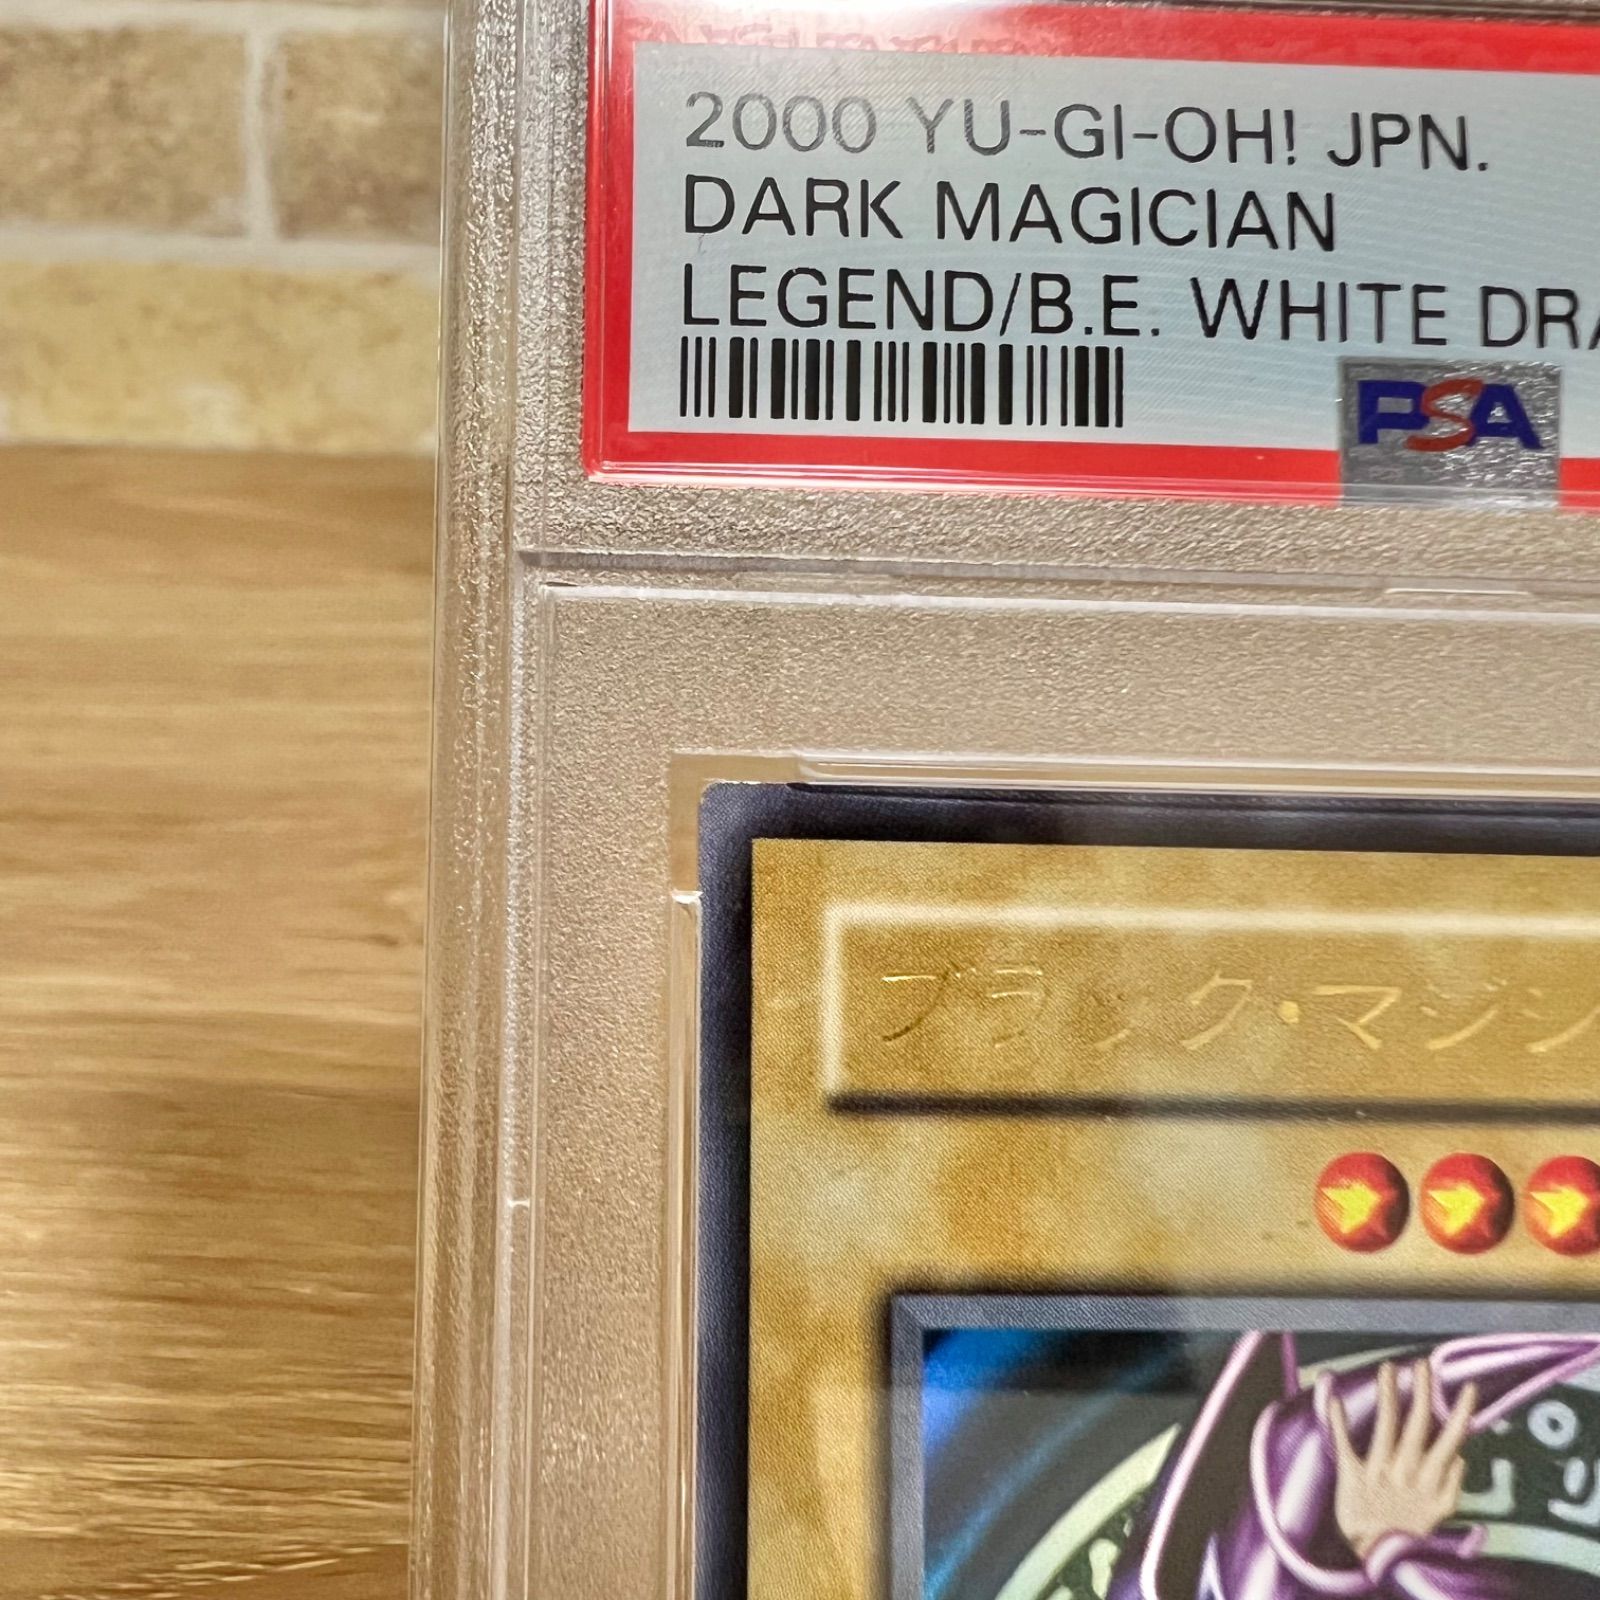 2000 YU-GI-OH! JPN.
DARK MAGICIAN
LEGEND/B.E. WHITE DRA
PSA
ブラック・マジシ